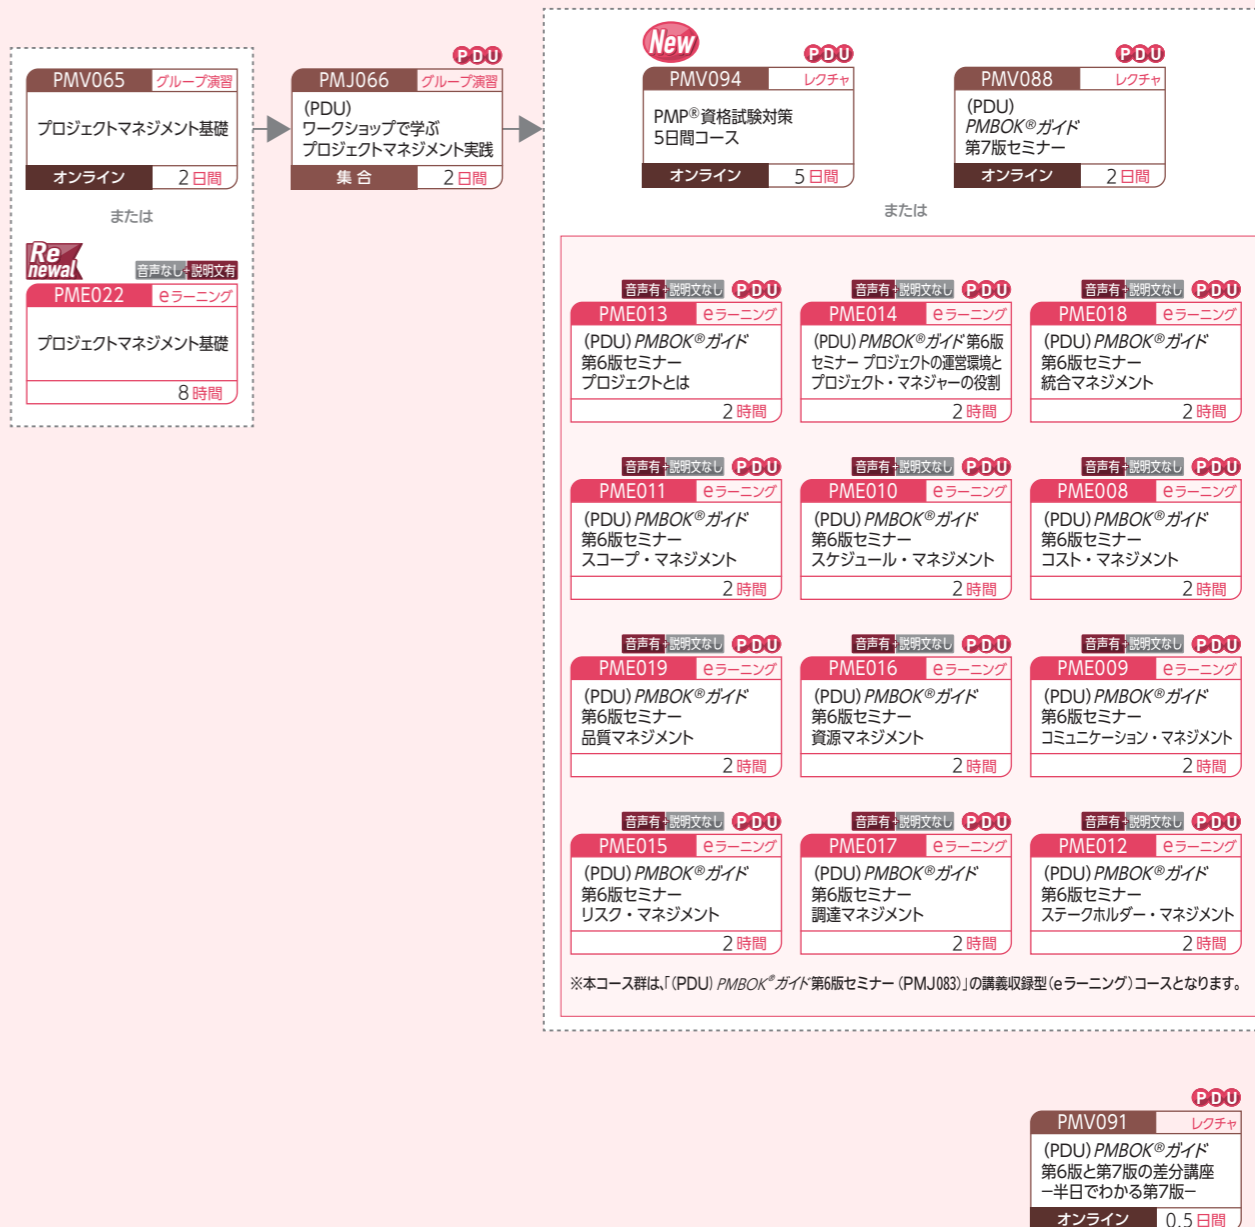 PMV065 グループ演習
プロジェクトマネジメント基礎
オンライン 2日間
または
Re
newal
音声なし+説明文有
PME022 eラーニング
プロジェクトマネジメント基礎
8時間
PDU
PMJ066 グループ演習
(PDU)
ワークショップで学ぶ
プロジェクトマネジメント実践
集合 2日間
New
PDU
PMV094 レクチャ
PMP®資格試験対策
5日間コース
オンライン 5日間
PDU
PMV088 レクチャ
(PDU)
PMBOK®ガイド
第7版セミナー
オンライン 2日間
または
音声有+説明文なし PDU
PME013 eラーニング
(PDU) PMBOK®ガイド
第6版セミナー
プロジェクトとは
2時間
音声有+説明文なし PDU
PME014 eラーニング
(PDU) PMBOK®ガイド第6版
セミナー プロジェクトの運営環境と
プロジェクト・マネジャーの役割
2時間
音声有+説明文なし PDU
PME018 eラーニング
(PDU) PMBOK®ガイド
第6版セミナー
統合マネジメント
2時間
音声有+説明文なし PDU
PME011 eラーニング
(PDU) PMBOK®ガイド
第6版セミナー
スコープ・マネジメント
2時間
音声有+説明文なし PDU
PME010 eラーニング
(PDU) PMBOK®ガイド
第6版セミナー
スケジュール・マネジメント
2時間
音声有+説明文なし PDU
PME008 eラーニング
(PDU) PMBOK®ガイド
第6版セミナー
コスト・マネジメント
2時間
音声有+説明文なし PDU
PME019 eラーニング
(PDU) PMBOK®ガイド
第6版セミナー
品質マネジメント
2時間
音声有+説明文なし PDU
PME016 eラーニング
(PDU) PMBOK®ガイド
第6版セミナー
資源マネジメント
2時間
音声有+説明文なし PDU
PME009 eラーニング
(PDU) PMBOK®ガイド
第6版セミナー
コミュニケーション・マネジメント
2時間
音声有+説明文なし PDU
PME015 eラーニング
(PDU) PMBOK®ガイド
第6版セミナー
リスク・マネジメント
2時間
音声有+説明文なし PDU
PME017 eラーニング
(PDU) PMBOK®ガイド
第6版セミナー
調達マネジメント
2時間
音声有+説明文なし PDU
PME012 eラーニング
(PDU) PMBOK®ガイド
第6版セミナー
ステークホルダー・マネジメント
2時間
※本コース群は、「(PDU) PMBOK®ガイド第6版セミナー (PMJ083)」の講義収録型(eラーニング)コースとなります。
PDU
PMV091 レクチャ
(PDU) PMBOK®ガイド
第6版と第7版の差分講座
−半日でわかる第7版−
オンライン 0.5日間